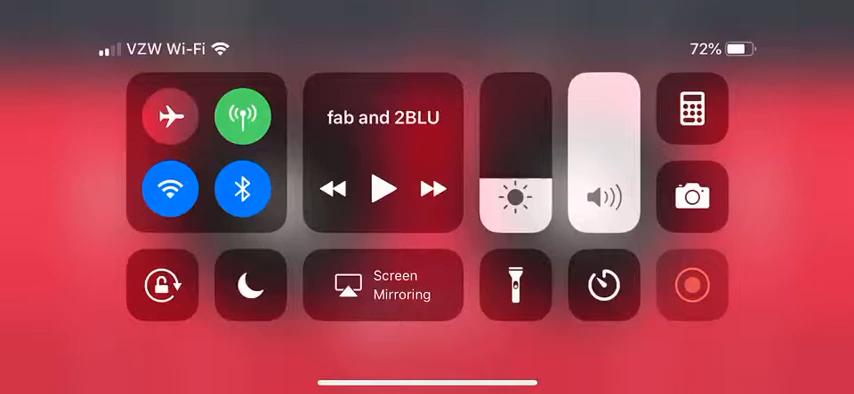 VZW Wi-Fi
72%
fab and 2BLU
Screen
Mirroring